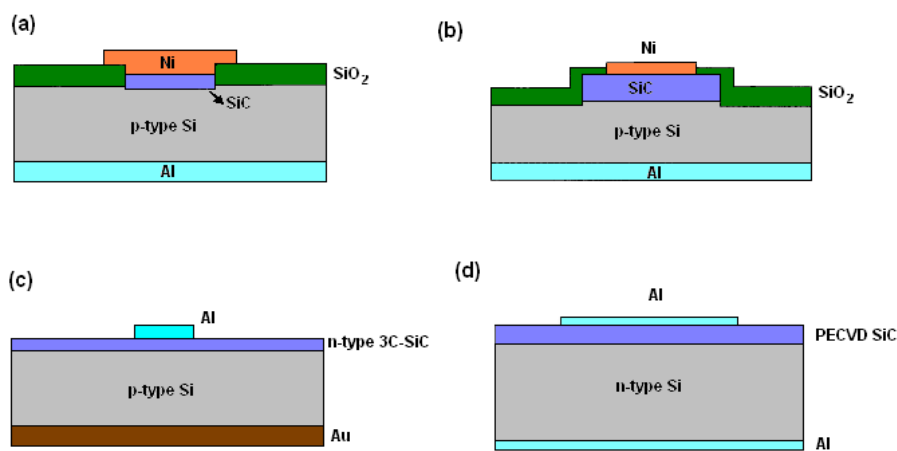 (a)
Ni
SiO2
SiC
p-type Si
Al
(b)
Ni
SiC
SiO2
p-type Si
Al
(c)
Al
n-type 3C-SiC
p-type Si
Au
(d)
Al
PECVD SiC
n-type Si
Al